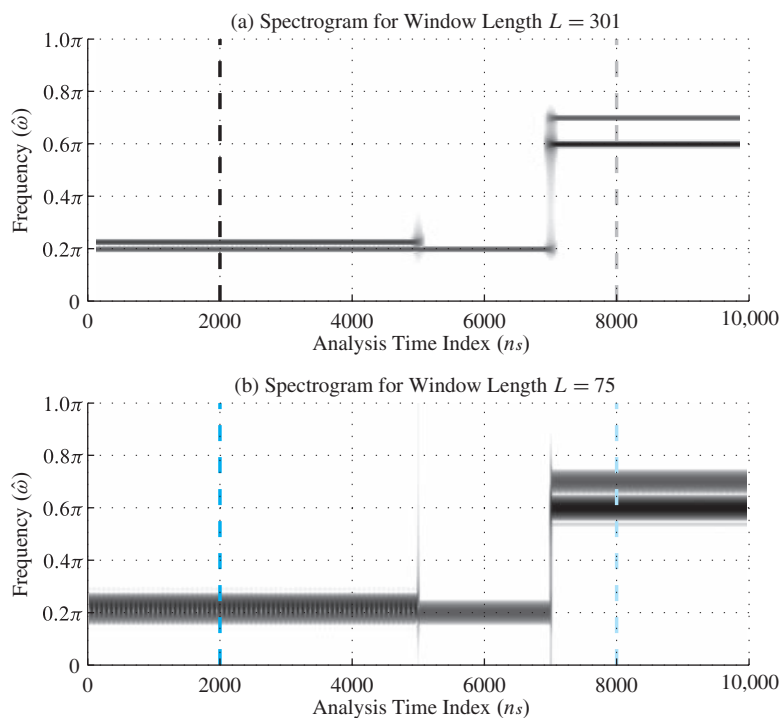 (a) Spectrogram for Window Length L = 301
1.0π
0.8π
0.6π
0.4π
0.2π
0
Frequency (ω̂)
0 2000 4000 6000 8000 10,000
Analysis Time Index (ns)
(b) Spectrogram for Window Length L = 75
1.0π
0.8π
0.6π
0.4π
0.2π
0
Frequency (ω̂)
0 2000 4000 6000 8000 10,000
Analysis Time Index (ns)